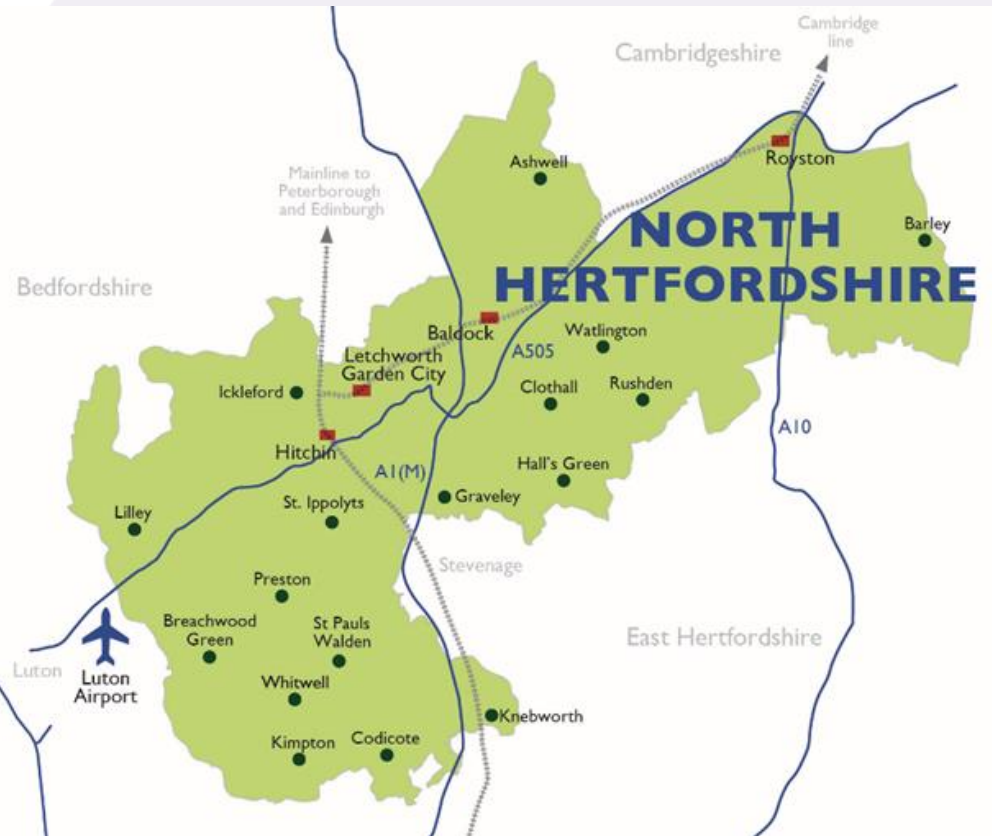 Cambridge
line
Cambridgeshire
Ashwell
Royston
Mainline to
Peterborough
and Edinburgh
NORTH
HERTFORDSHIRE
Barley
Bedfordshire
Baldock
Watlington
A505
Letchworth
Garden City
Ickleford
Clothall
Rushden
A10
Hitchin
A1(M)
Hall's Green
Graveley
St. Ippolyts
Lilley
Stevenage
Preston
Breachwood
Green
St Pauls
Walden
East Hertfordshire
Luton
Luton
Airport
Whitwell
Knebworth
Kimpton
Codicote